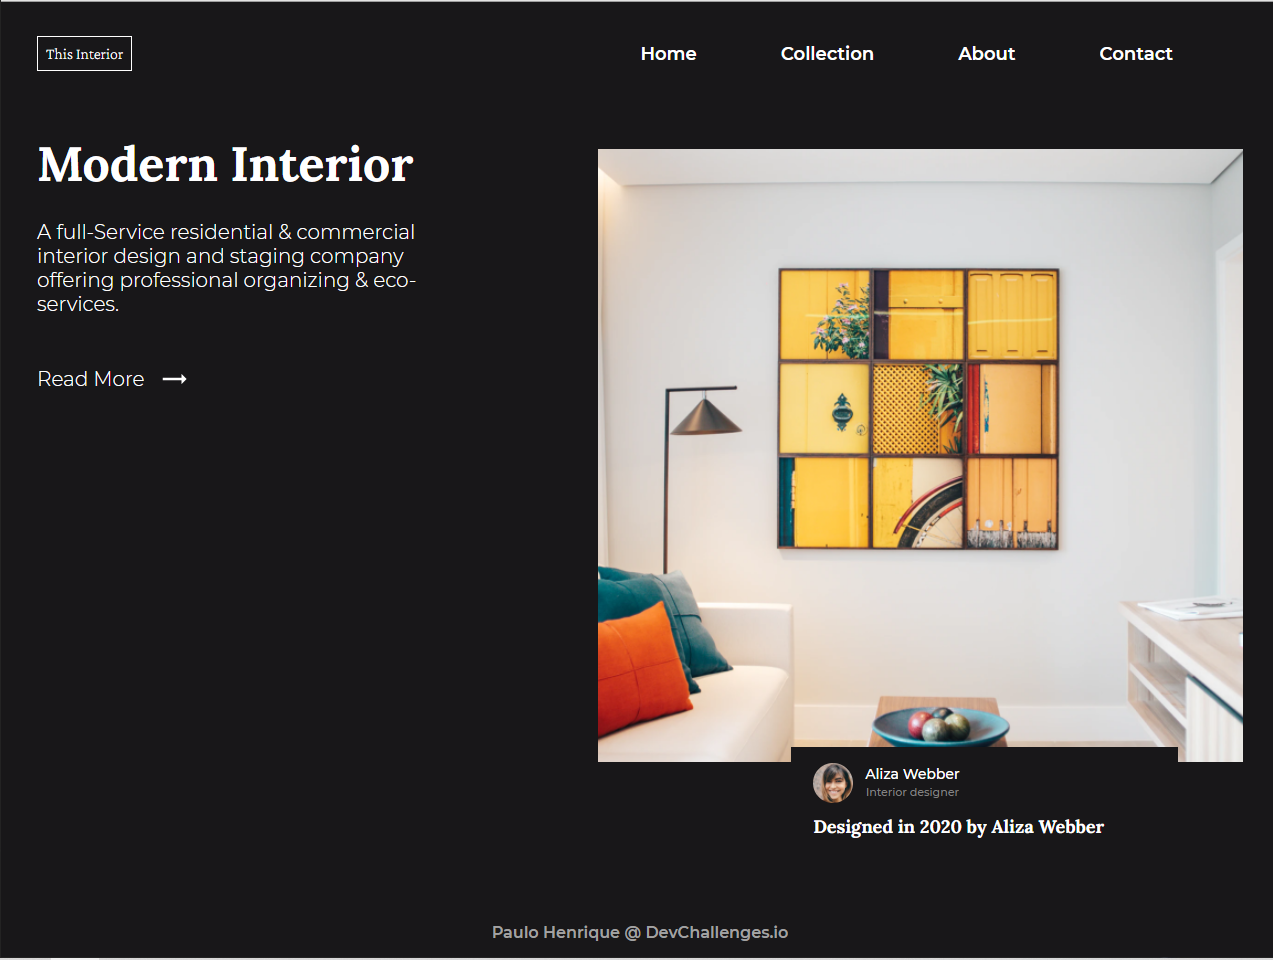 This Interior
Home Collection About Contact
Modern Interior
A full-Service residential & commercial
interior design and staging company
offering professional organizing & eco-
services.
Read More
Aliza Webber
Interior designer
Designed in 2020 by Aliza Webber
Paulo Henrique @ DevChallenges.io